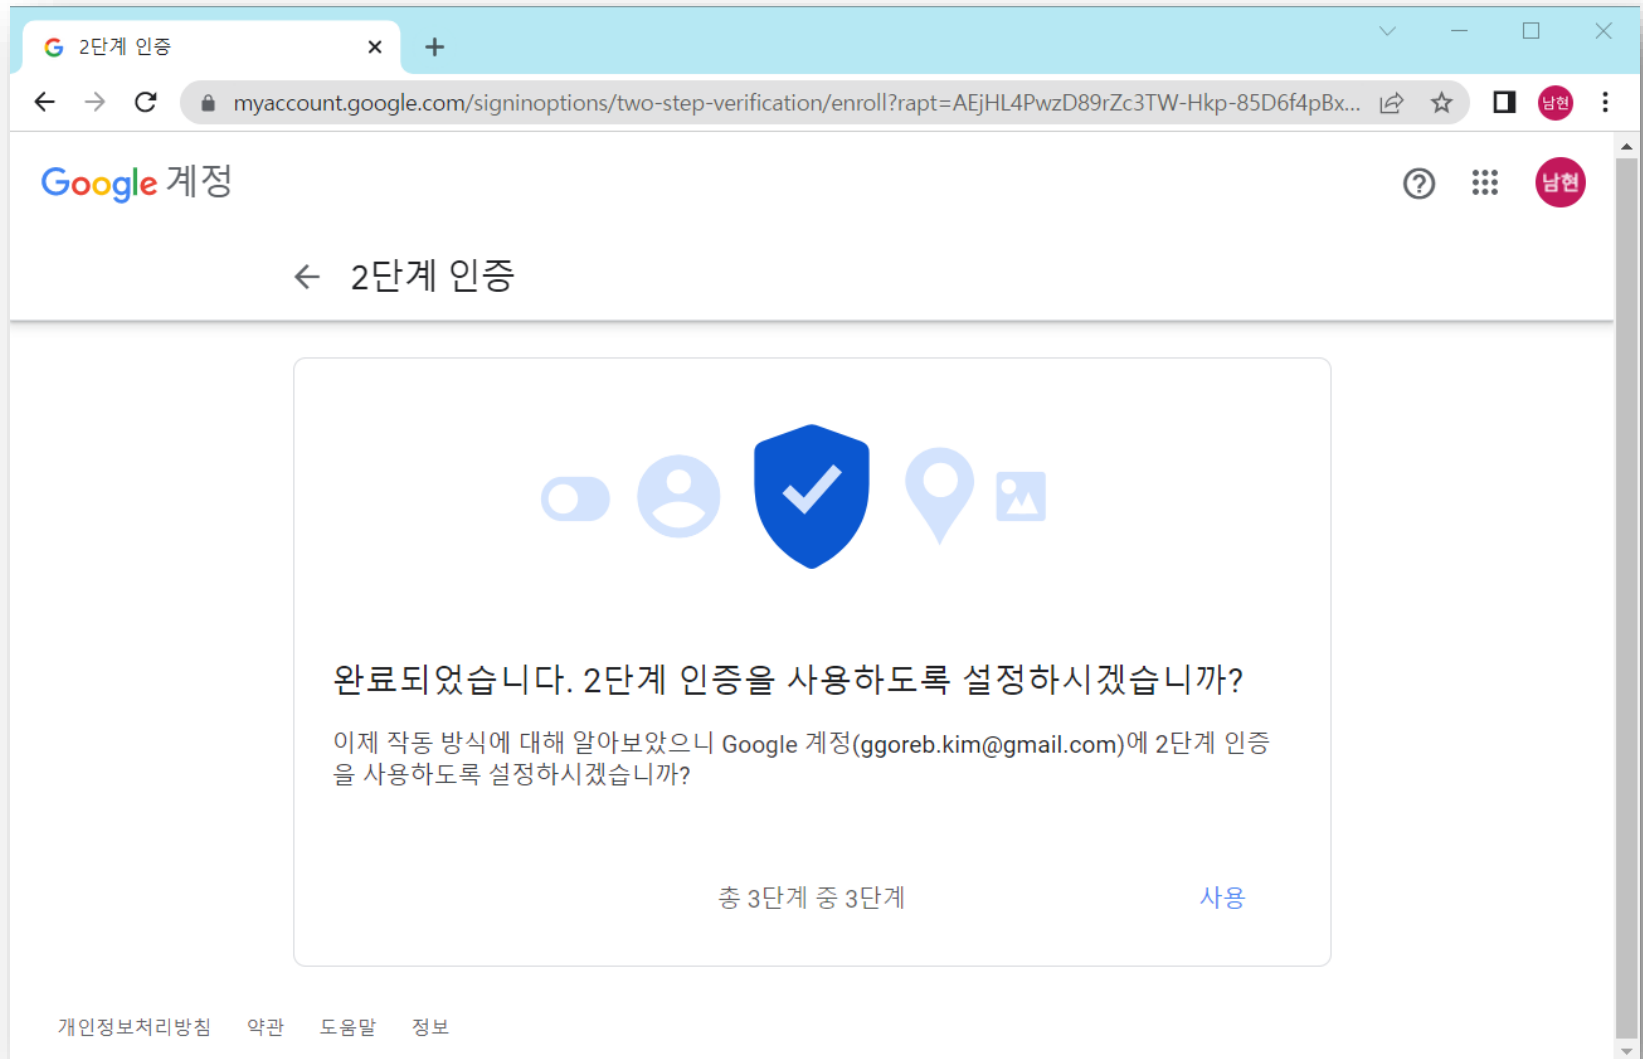 2단계 인증
myaccount.google.com/signinoptions/two-step-verification/enroll?rapt=AEjHL4PwzD89rZc3TW-Hkp-85D6f4pBx...
남현
Google 계정
남현
2단계 인증
완료되었습니다. 2단계 인증을 사용하도록 설정하시겠습니까?
이제 작동 방식에 대해 알아보았으니 Google 계정(ggoreb.kim@gmail.com)에 2단계 인증
을 사용하도록 설정하시겠습니까?
총 3단계 중 3단계
사용
개인정보처리방침 약관 도움말 정보